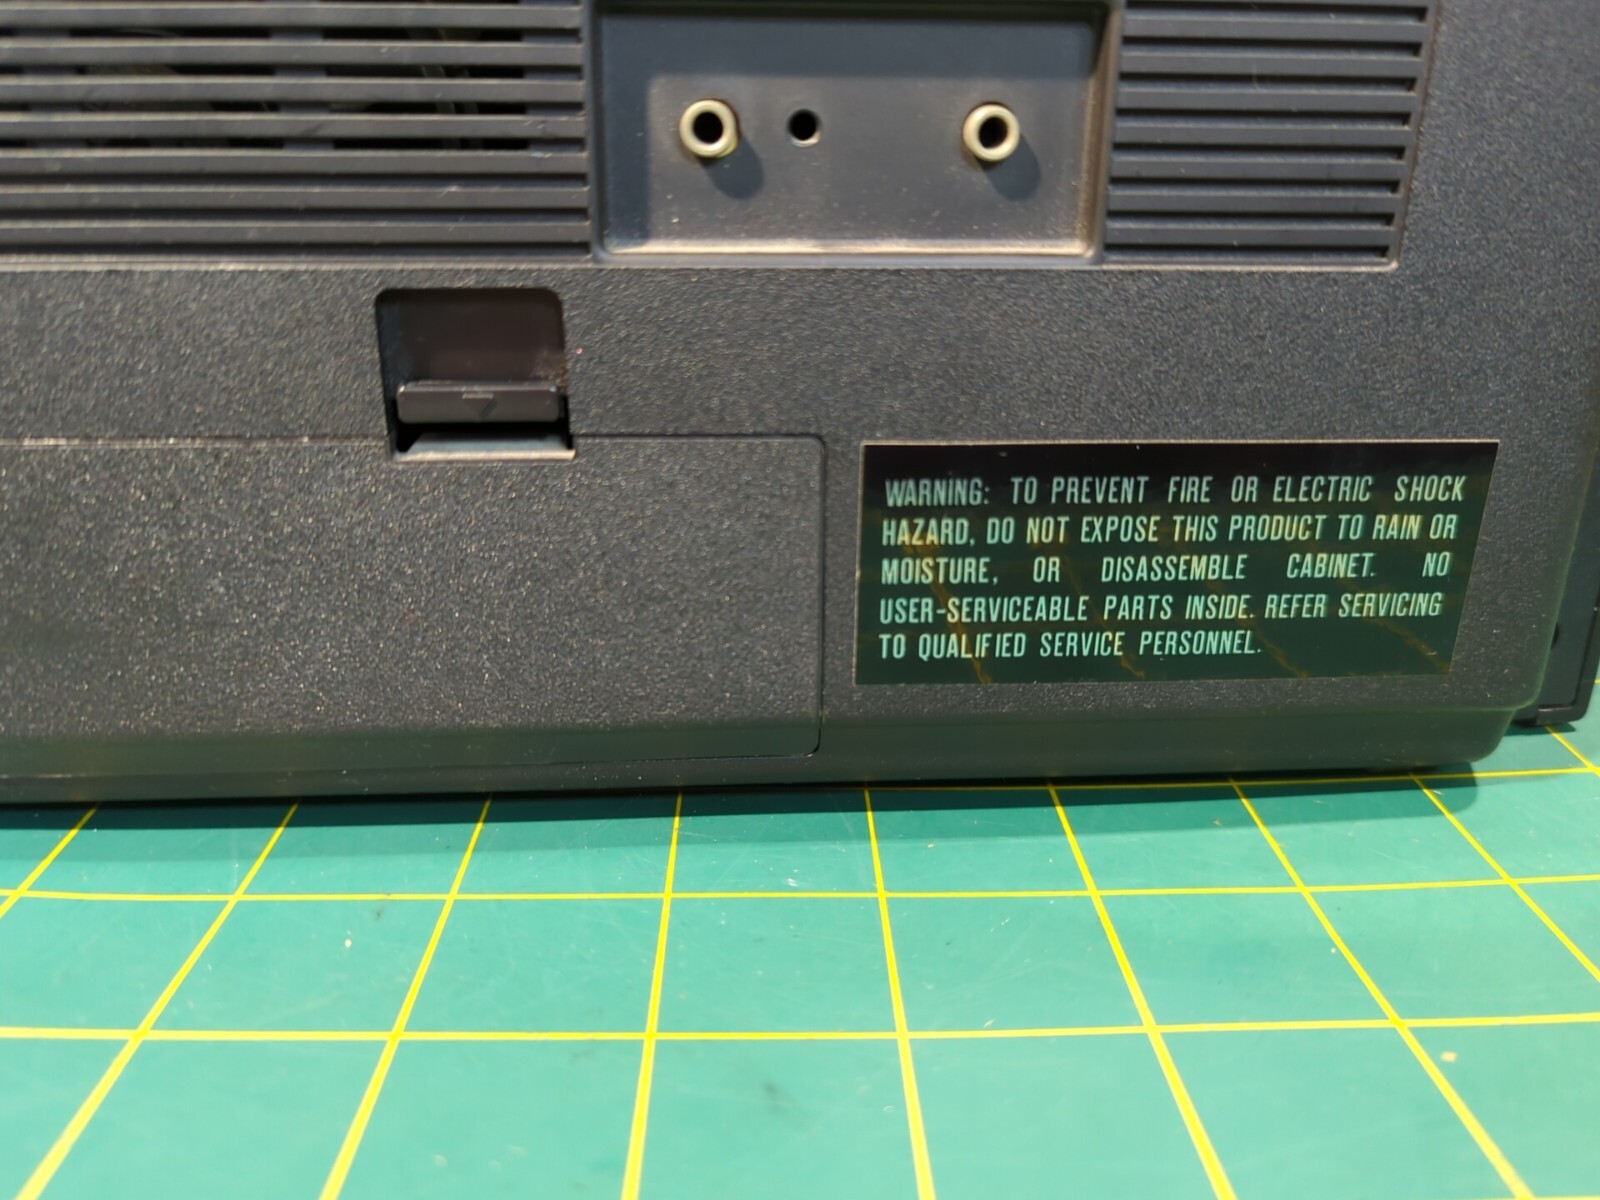 WARNING: TO PREVENT FIRE OR ELECTRIC SHOCK
HAZARD, DO NOT EXPOSE THIS PRODUCT TO RAIN OR
MOISTURE, OR DISASSEMBLE CABINET. NO
USER-SERVICEABLE PARTS INSIDE. REFER SERVICING
TO QUALIFIED SERVICE PERSONNEL.